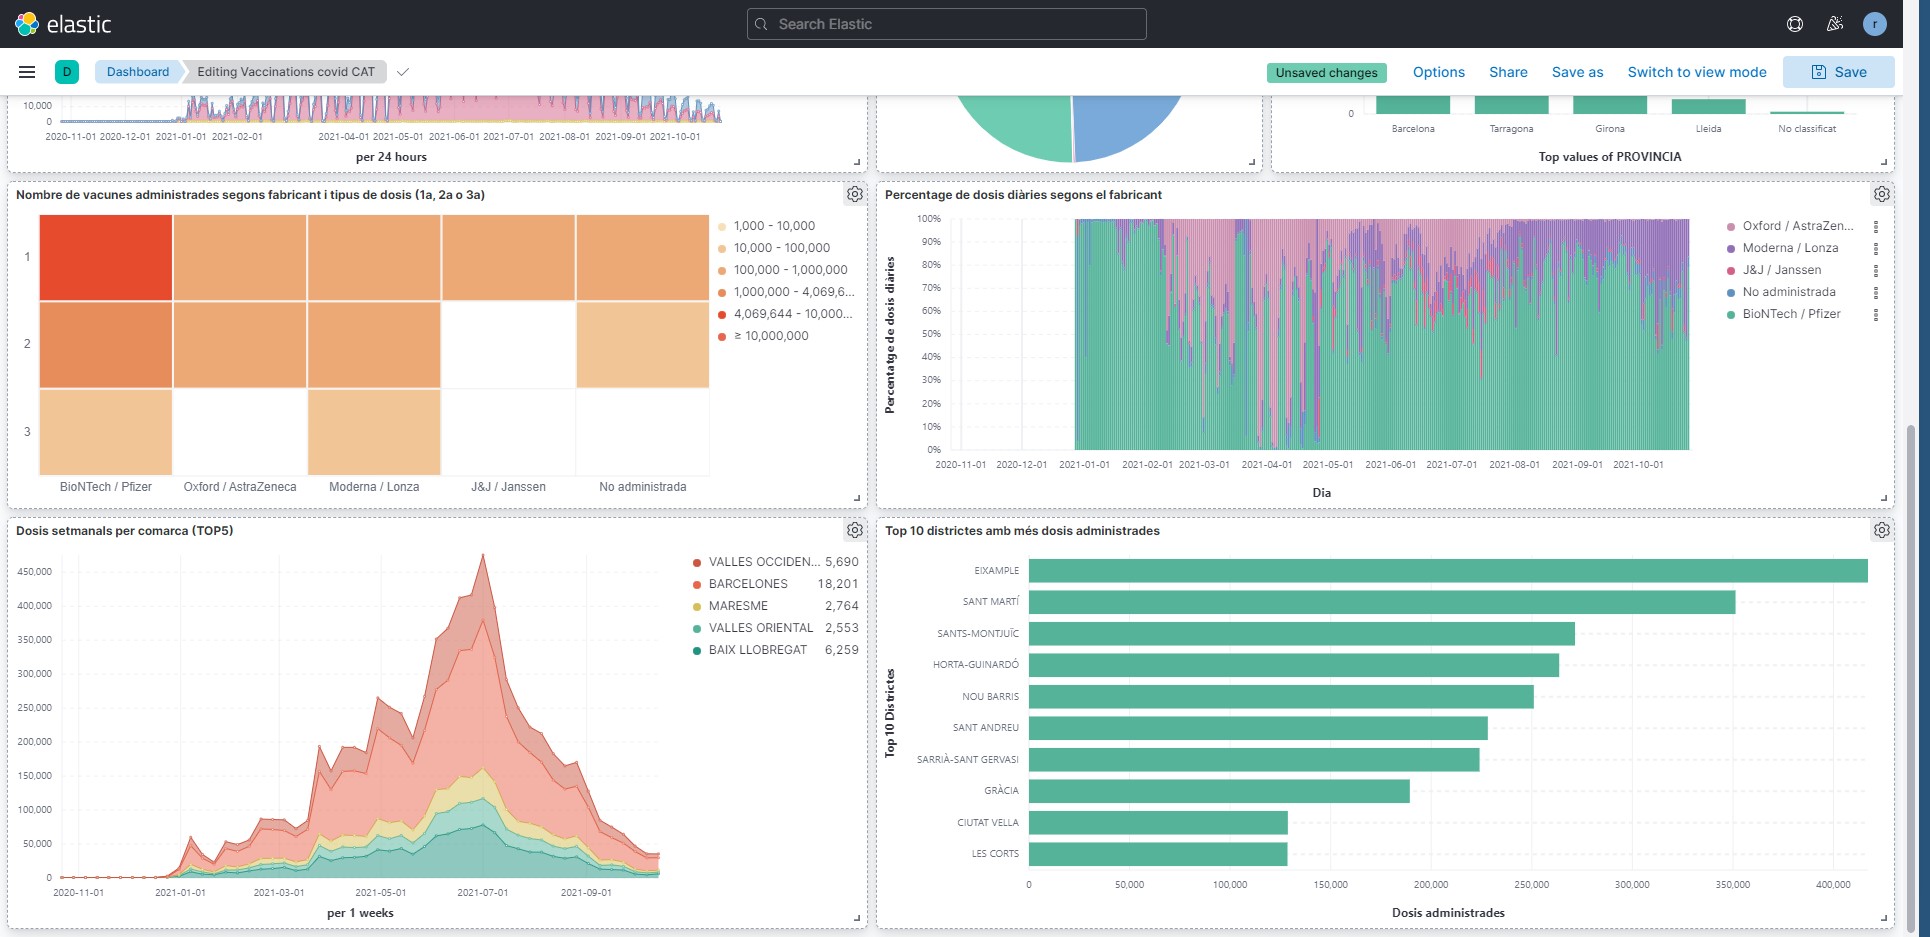 elastic
Search Elastic
r
D
Dashboard
Editing Vaccinations covid CAT
Unsaved changes
Options
Share
Save as
Switch to view mode
Save
10,000
0
2020-11-01 2020-12-01 2021-01-01 2021-02-01 2021-04-01 2021-05-01 2021-06-01 2021-07-01 2021-08-01 2021-09-01 2021-10-01
per 24 hours
0
Barcelona Tarragona Girona Lleida No classificat
Top values of PROVINCIA
Nombre de vacunes administrades segons fabricant i tipus de dosis (1a, 2a o 3a)
1
2
3
BioNTech / Pfizer Oxford / AstraZeneca Moderna / Lonza J&J / Janssen No administrada
1,000 - 10,000
10,000 - 100,000
100,000 - 1,000,000
1,000,000 - 4,069,6...
4,069,644 - 10,000...
≥ 10,000,000
Percentage de dosis diàries segons el fabricant
Percentatge de dosis diàries
100%
90%
80%
70%
60%
50%
40%
30%
20%
10%
0%
2020-11-01 2020-12-01 2021-01-01 2021-02-01 2021-03-01 2021-04-01 2021-05-01 2021-06-01 2021-07-01 2021-08-01 2021-09-01 2021-10-01
Dia
Oxford / AstraZen...
Moderna / Lonza
J&J / Janssen
No administrada
BioNTech / Pfizer
Dosis setmanals per comarca (TOP5)
450,000
400,000
350,000
300,000
250,000
200,000
150,000
100,000
50,000
0
2020-11-01 2021-01-01 2021-03-01 2021-05-01 2021-07-01 2021-09-01
per 1 weeks
VALLES OCCIDEN... 5,690
BARCELONES 18,201
MARESME 2,764
VALLES ORIENTAL 2,553
BAIX LLOBREGAT 6,259
Top 10 districtes amb més dosis administrades
Top 10 Districtes
EIXAMPLE
SANT MARTÍ
SANTS-MONTJUÏC
HORTA-GUINARDÓ
NOU BARRIS
SANT ANDREU
SARRIÀ-SANT GERVASI
GRÀCIA
CIUTAT VELLA
LES CORTS
0 50,000 100,000 150,000 200,000 250,000 300,000 350,000 400,000
Dosis administrades